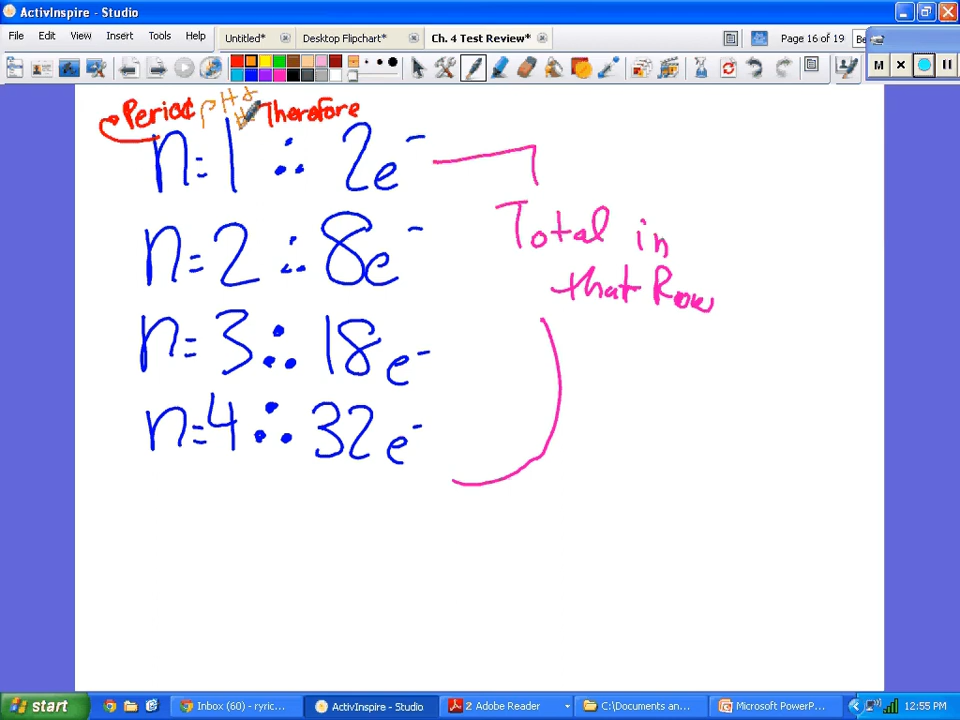 ActivInspire - Studio
File Edit View Insert Tools Help
Untitled* Desktop Flipchart* Ch. 4 Test Review*
Page 16 of 19 Be
M
Period Therefore
n=1 ∴ 2e⁻
n=2 ∴ 8e⁻
n=3 ∴ 18e⁻
n=4 ∴ 32e⁻
Total in
that Row
start
Inbox (60) - ryric...
ActivInspire - Studio
2 Adobe Reader
C:\Documents an...
Microsoft PowerP...
12:55 PM